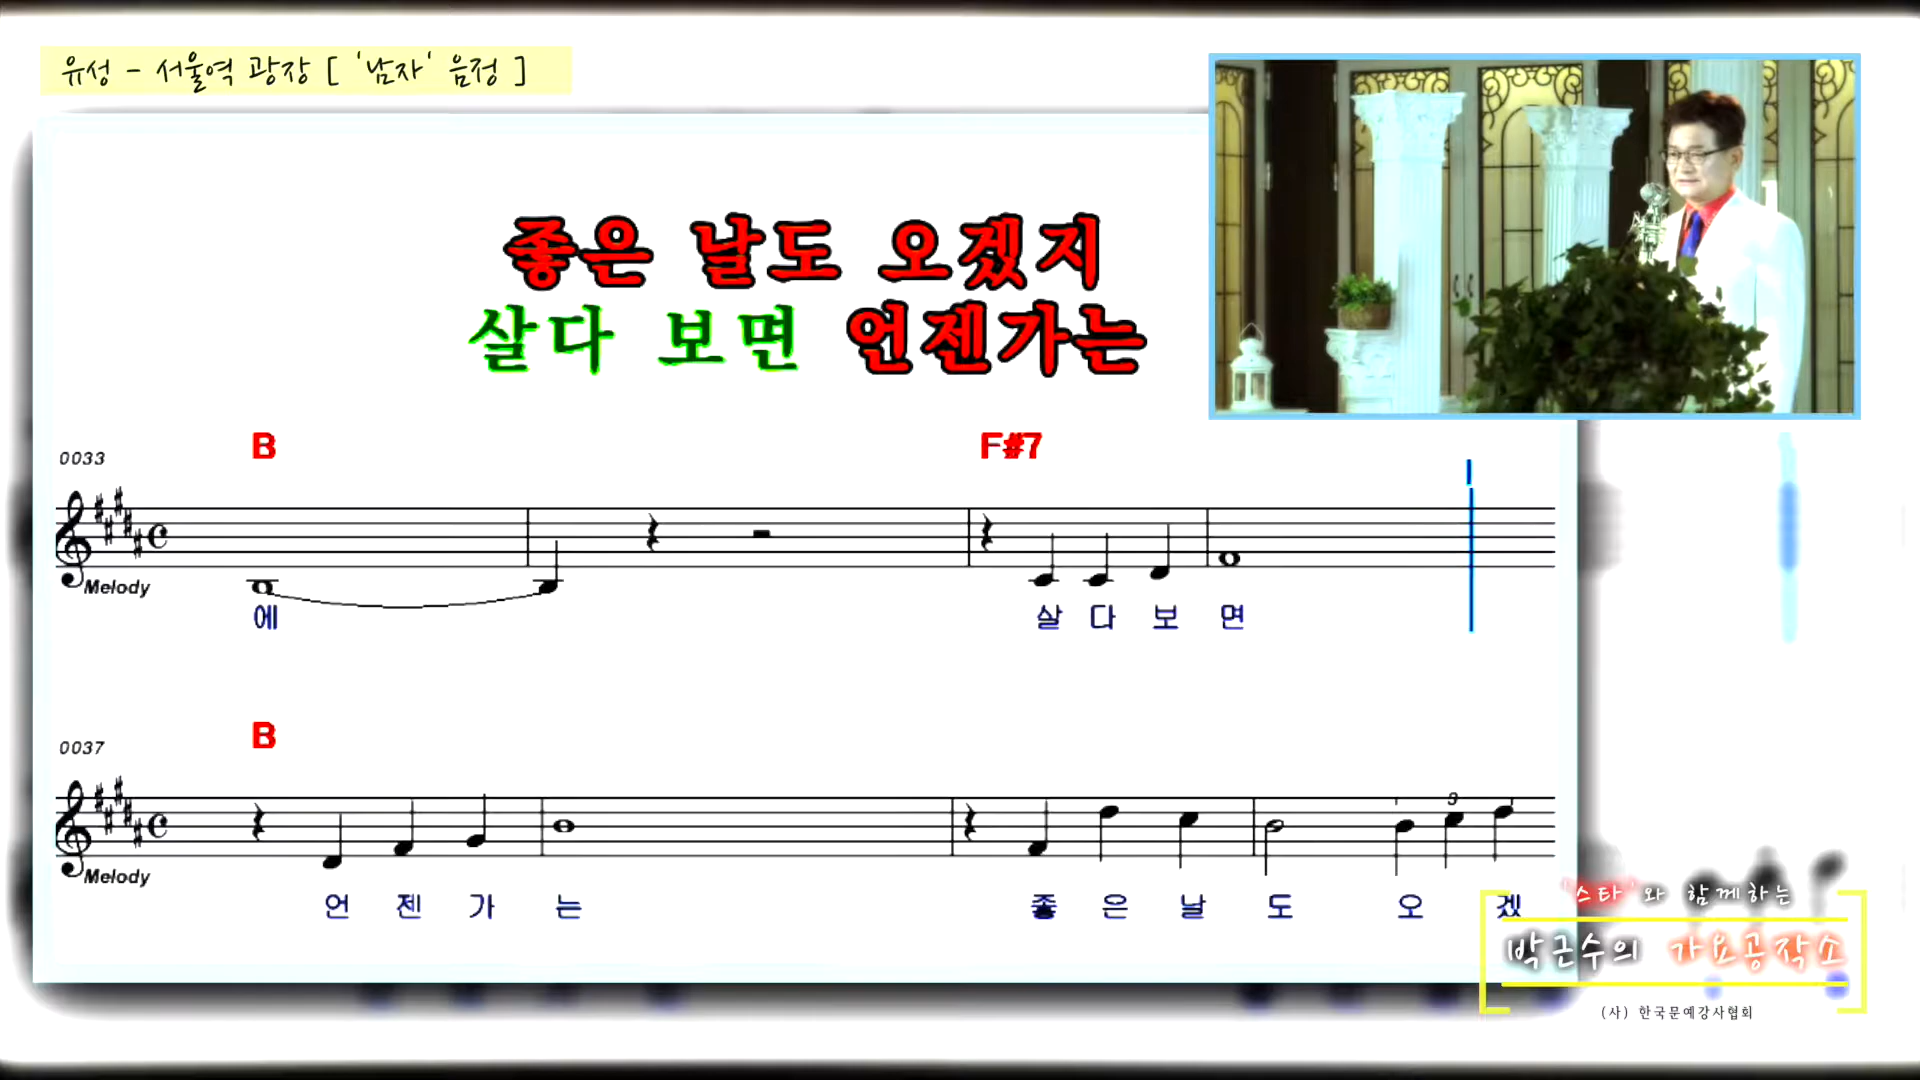 유성 - 서울역 광장 [ '남자' 음정 ]
좋은 날도 오겠지
살다 보면 언젠가는
B F#7
0033
Melody
에 살 다 보 면
B
0037
3
Melody
언 젠 가 는 좋 은 날 도 오 겠
'스타'와 함께하는
박근수의 가요공작소
(사) 한국문예강사협회